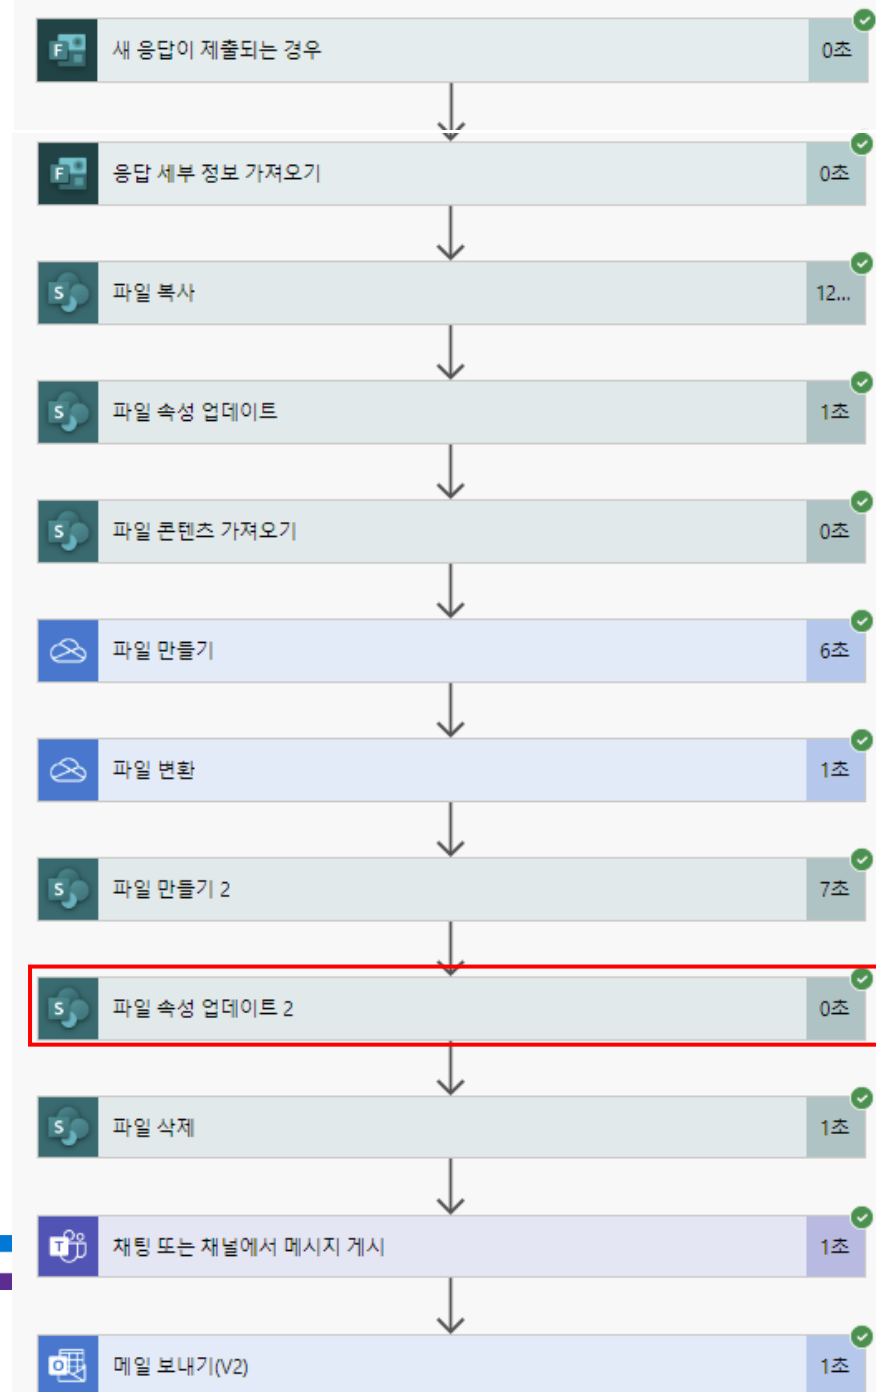 새 응답이 제출되는 경우 0초
응답 세부 정보 가져오기 0초
파일 복사 12...
파일 속성 업데이트 1초
파일 콘텐츠 가져오기 0초
파일 만들기 6초
파일 변환 1초
파일 만들기 2 7초
파일 속성 업데이트 2 0초
파일 삭제 1초
채팅 또는 채널에서 메시지 게시 1초
메일 보내기(V2) 1초